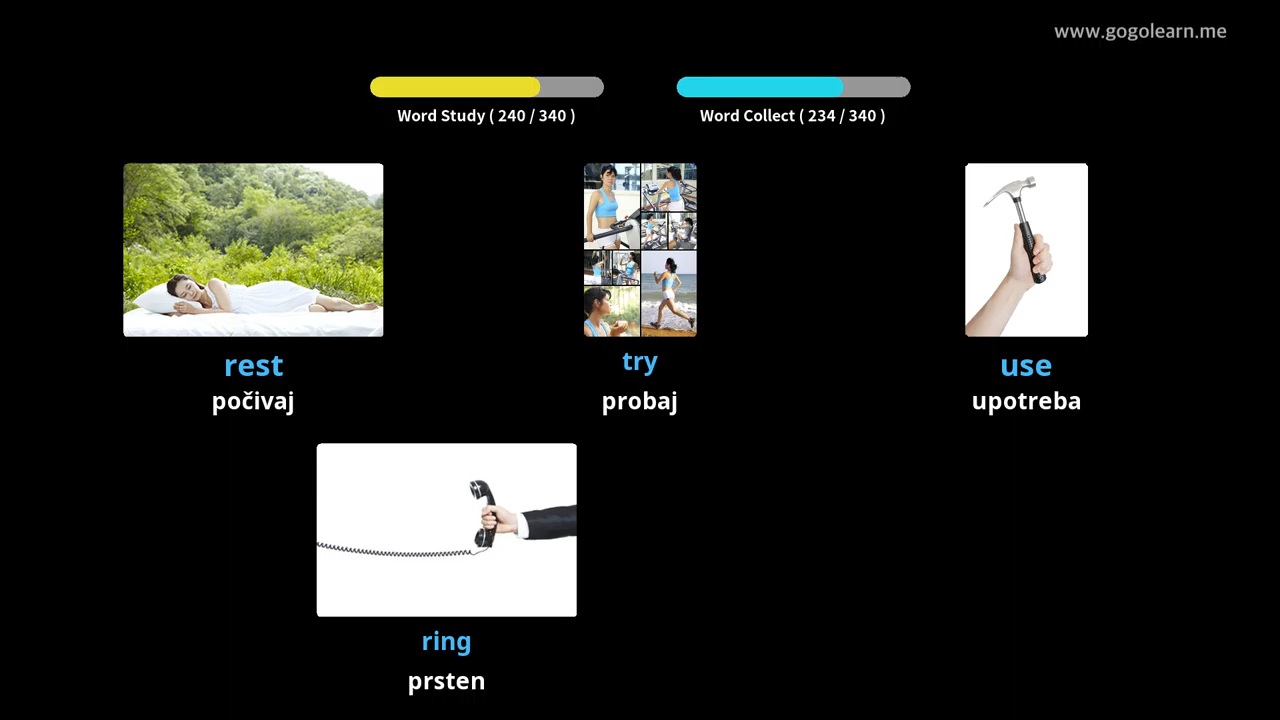 www.gogolearn.me
Word Study ( 240 / 340 )
Word Collect ( 234 / 340 )
rest
počivaj
try
probaj
use
upotreba
ring
prsten